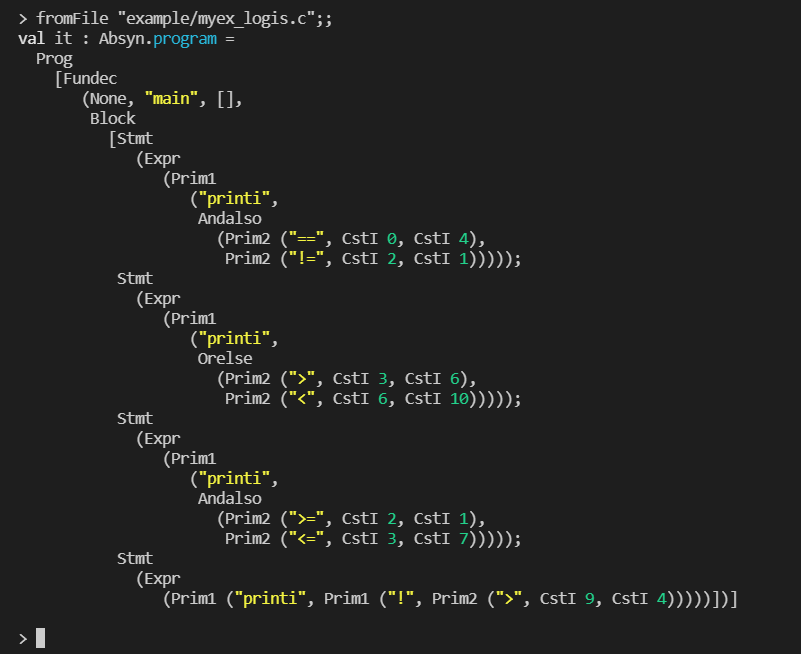 > fromFile "example/myex_logis.c";;
val it : Absyn.program =
  Prog
    [Fundec
       (None, "main", [],
        Block
          [Stmt
             (Expr
                (Prim1
                   ("printi",
                    Andalso
                      (Prim2 ("==", CstI 0, CstI 4),
                       Prim2 ("!=", CstI 2, CstI 1)))));
           Stmt
             (Expr
                (Prim1
                   ("printi",
                    Orelse
                      (Prim2 (">", CstI 3, CstI 6),
                       Prim2 ("<", CstI 6, CstI 10)))));
           Stmt
             (Expr
                (Prim1
                   ("printi",
                    Andalso
                      (Prim2 (">=", CstI 2, CstI 1),
                       Prim2 ("<=", CstI 3, CstI 7)))));
           Stmt
             (Expr
                (Prim1 ("printi", Prim1 ("!", Prim2 (">", CstI 9, CstI 4)))))])]
>